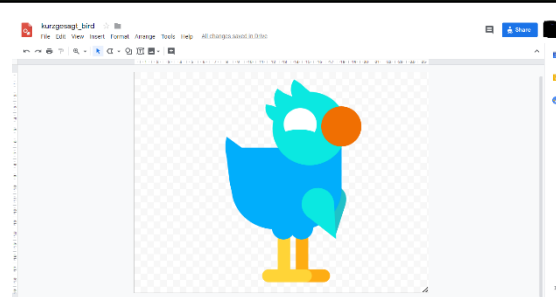 kurzgesagt_bird
File Edit View Insert Format Arrange Tools Help All changes saved in Drive
Share